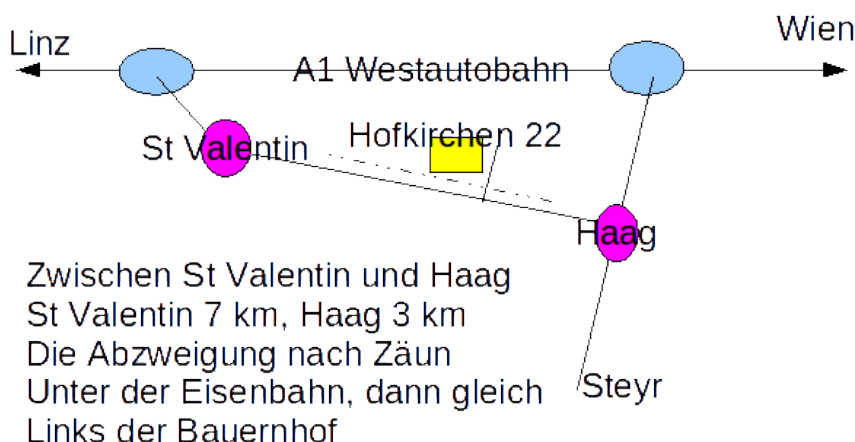 Linz
Wien
A1 Westautobahn
St Valentin
Hofkirchen 22
Haag
Zwischen St Valentin und Haag
St Valentin 7 km, Haag 3 km
Die Abzweigung nach Zäun
Unter der Eisenbahn, dann gleich
Steyr
Links der Bauernhof